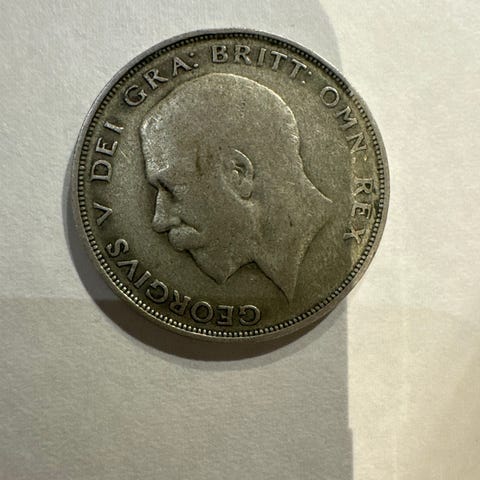 GEORGIVS V DEI GRA: BRITT: OMN: REX